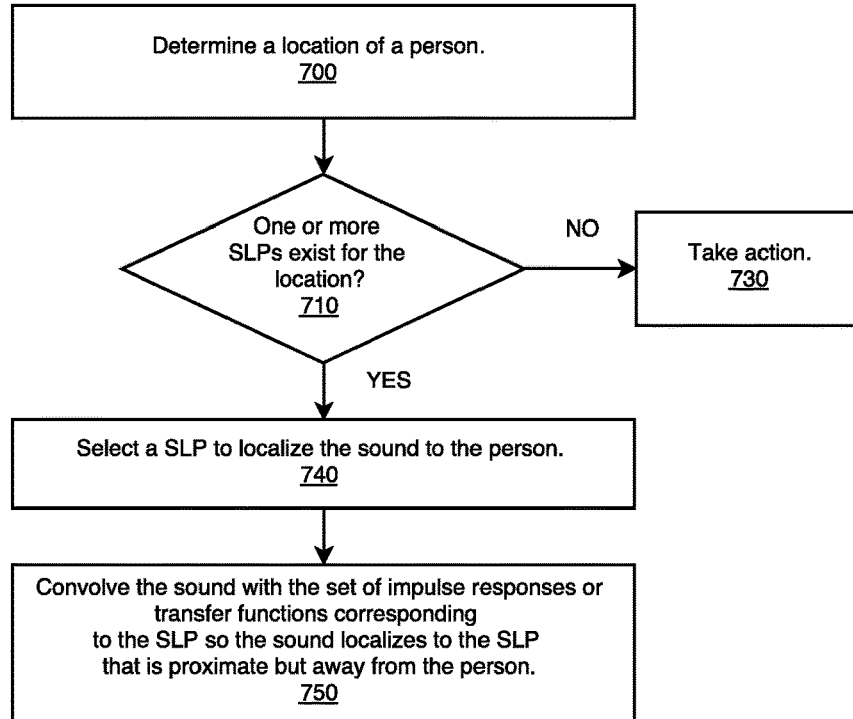 Determine a location of a person.
700
One or more
SLPs exist for the
location?
710
NO
Take action.
730
YES
Select a SLP to localize the sound to the person.
740
Convolve the sound with the set of impulse responses or
transfer functions corresponding
to the SLP so the sound localizes to the SLP
that is proximate but away from the person.
750